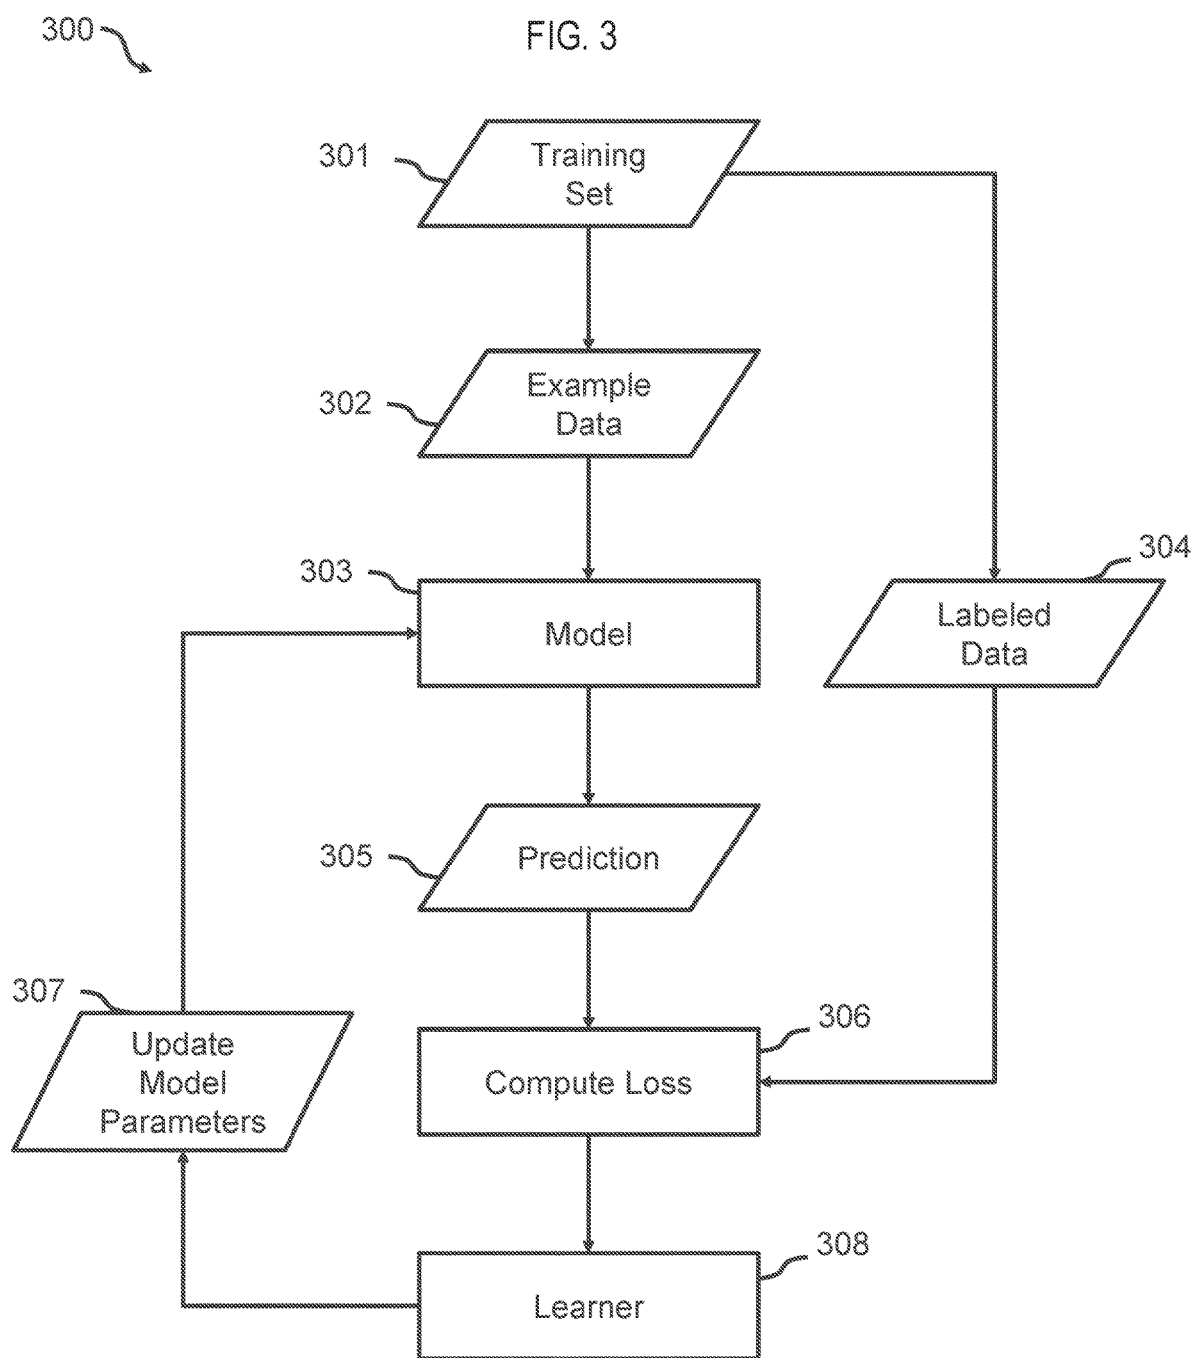 300
FIG. 3
301
Training
Set
302
Example
Data
303
Model
304
Labeled
Data
305
Prediction
307
Update
Model
Parameters
306
Compute Loss
308
Learner